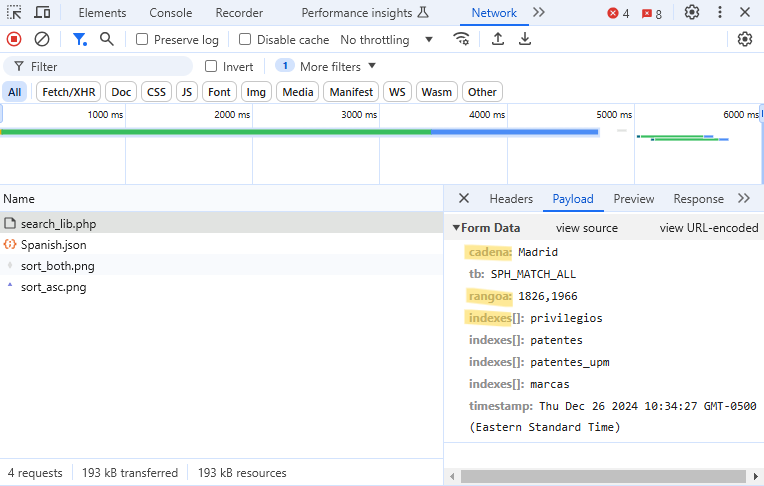 Elements Console Recorder Performance insights Network 4 8
Preserve log Disable cache No throttling
Filter Invert 1 More filters
All Fetch/XHR Doc CSS JS Font Img Media Manifest WS Wasm Other
1000 ms 2000 ms 3000 ms 4000 ms 5000 ms 6000 ms
Name
search_lib.php
Spanish.json
sort_both.png
sort_asc.png
4 requests 193 kB transferred 193 kB resources
Headers Payload Preview Response
Form Data view source view URL-encoded
cadena: Madrid
tb: SPH_MATCH_ALL
rangoa: 1826,1966
indexes[]: privilegios
indexes[]: patentes
indexes[]: patentes_upm
indexes[]: marcas
timestamp: Thu Dec 26 2024 10:34:27 GMT-0500
(Eastern Standard Time)